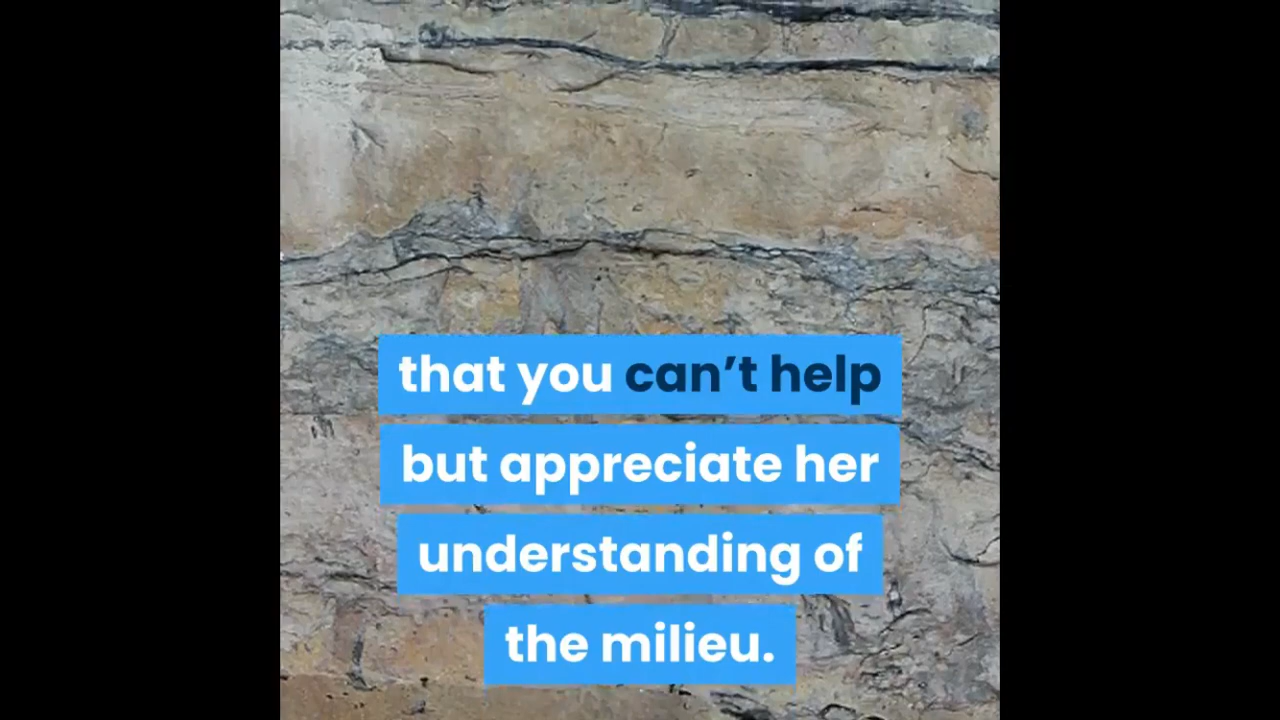 that you can’t help
but appreciate her
understanding of
the milieu.